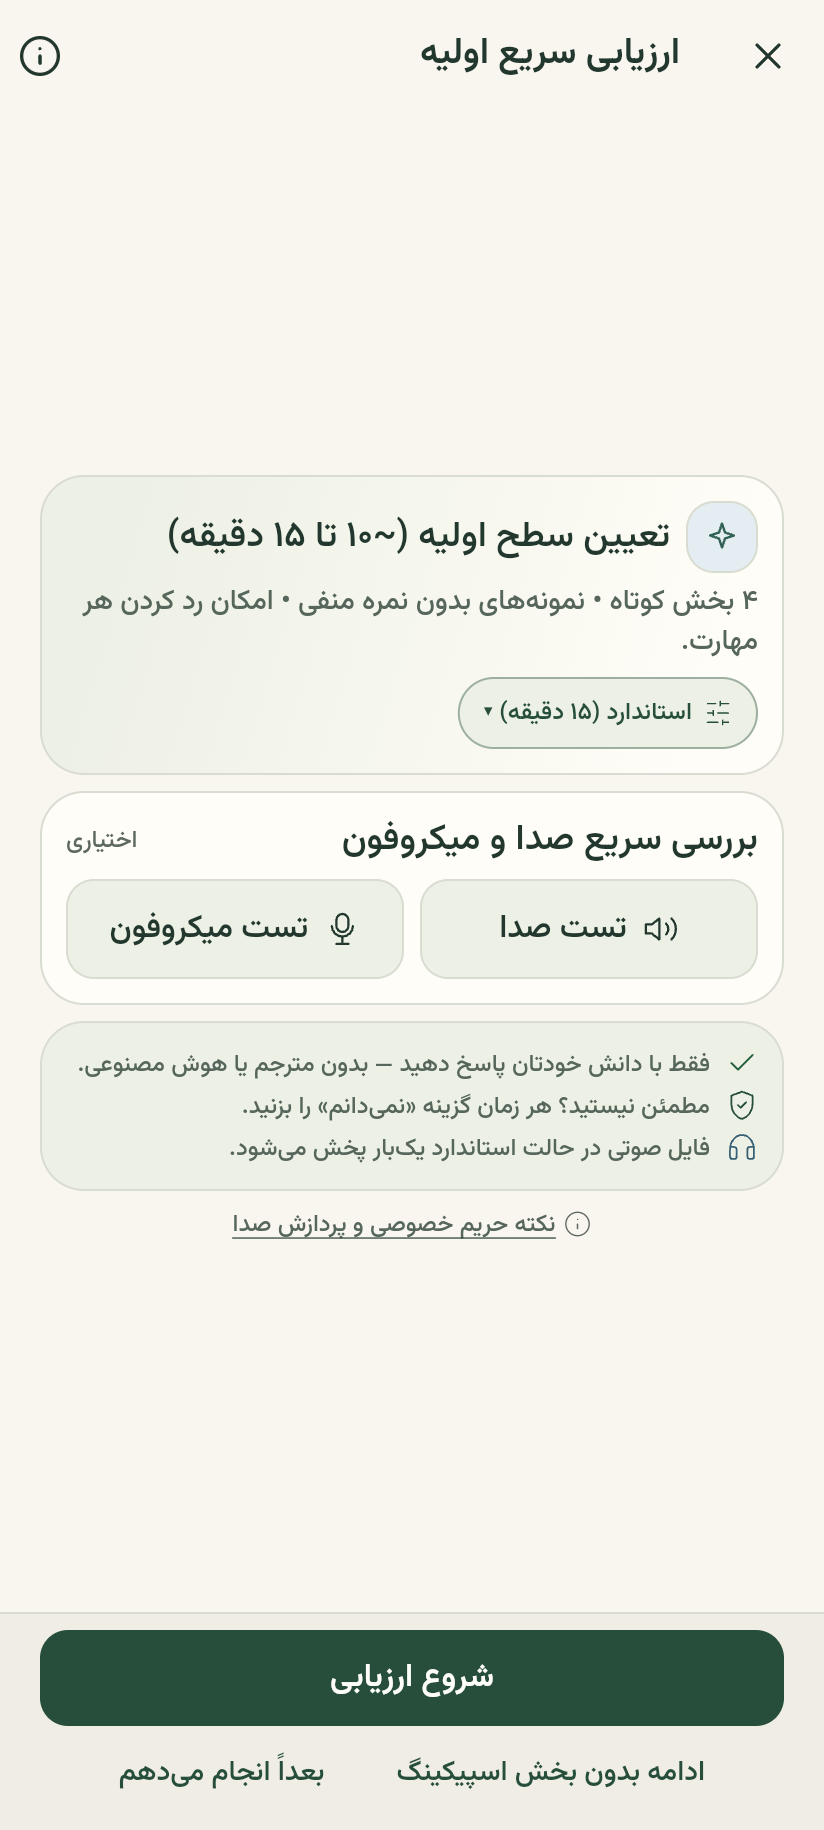 ارزیابی سریع اولیه
تعیین سطح اولیه (~۱۰ تا ۱۵ دقیقه)
۴ بخش کوتاه • نمونه‌های بدون نمره منفی • امکان رد کردن هر
مهارت.
استاندارد (۱۵ دقیقه) ▾
بررسی سریع صدا و میکروفون
اختیاری
تست صدا
تست میکروفون
فقط با دانش خودتان پاسخ دهید — بدون مترجم یا هوش مصنوعی.
مطمئن نیستید؟ هر زمان گزینه «نمی‌دانم» را بزنید.
فایل صوتی در حالت استاندارد یک‌بار پخش می‌شود.
نکته حریم خصوصی و پردازش صدا
شروع ارزیابی
ادامه بدون بخش اسپیکینگ
بعداً انجام می‌دهم